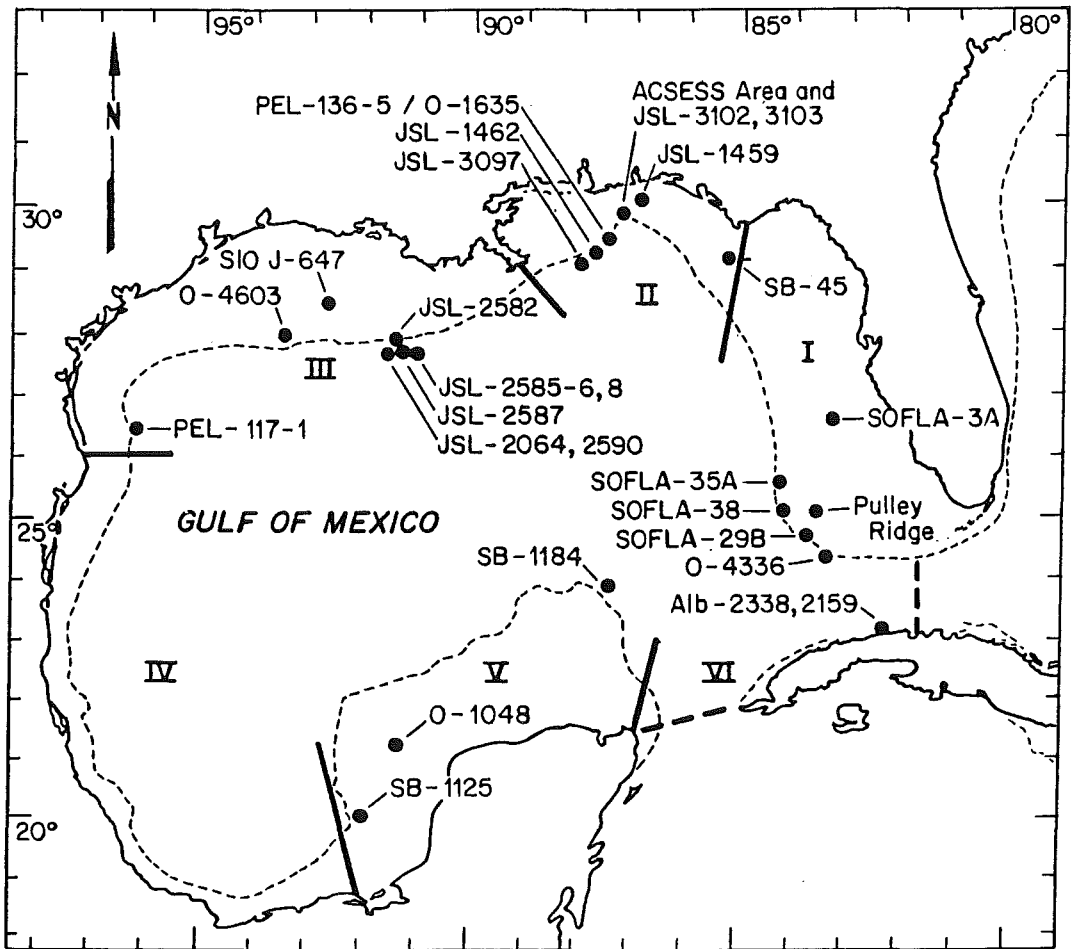 95°
90°
85°
80°
N
ACSESS Area and
JSL-3102, 3103
PEL-136-5 / O-1635
JSL-1462
JSL-3097
JSL-1459
30°
SIO J-647
O-4603
JSL-2582
II
SB-45
I
III
JSL-2585-6, 8
JSL-2587
JSL-2064, 2590
PEL-117-1
SOFLA-3A
SOFLA-35A
SOFLA-38
Pulley
Ridge
SOFLA-29B
O-4336
25°
GULF OF MEXICO
SB-1184
Alb-2338, 2159
IV
V
VI
O-1048
SB-1125
20°